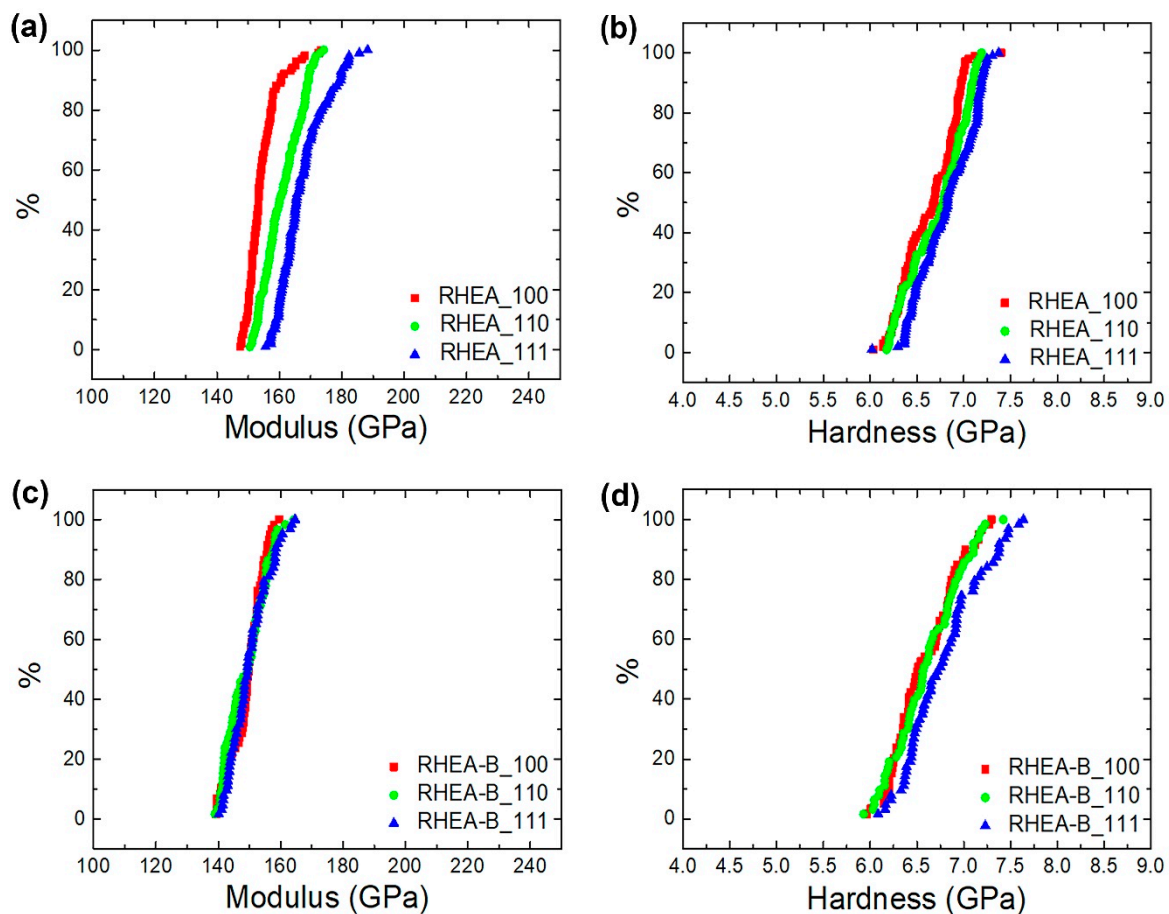 (a)
100
80
60
40
20
0
%
RHEA_100
RHEA_110
RHEA_111
100 120 140 160 180 200 220 240
Modulus (GPa)
(b)
100
80
60
40
20
0
%
RHEA_100
RHEA_110
RHEA_111
4.0 4.5 5.0 5.5 6.0 6.5 7.0 7.5 8.0 8.5 9.0
Hardness (GPa)
(c)
100
80
60
40
20
0
%
RHEA-B_100
RHEA-B_110
RHEA-B_111
100 120 140 160 180 200 220 240
Modulus (GPa)
(d)
100
80
60
40
20
0
%
RHEA-B_100
RHEA-B_110
RHEA-B_111
4.0 4.5 5.0 5.5 6.0 6.5 7.0 7.5 8.0 8.5 9.0
Hardness (GPa)